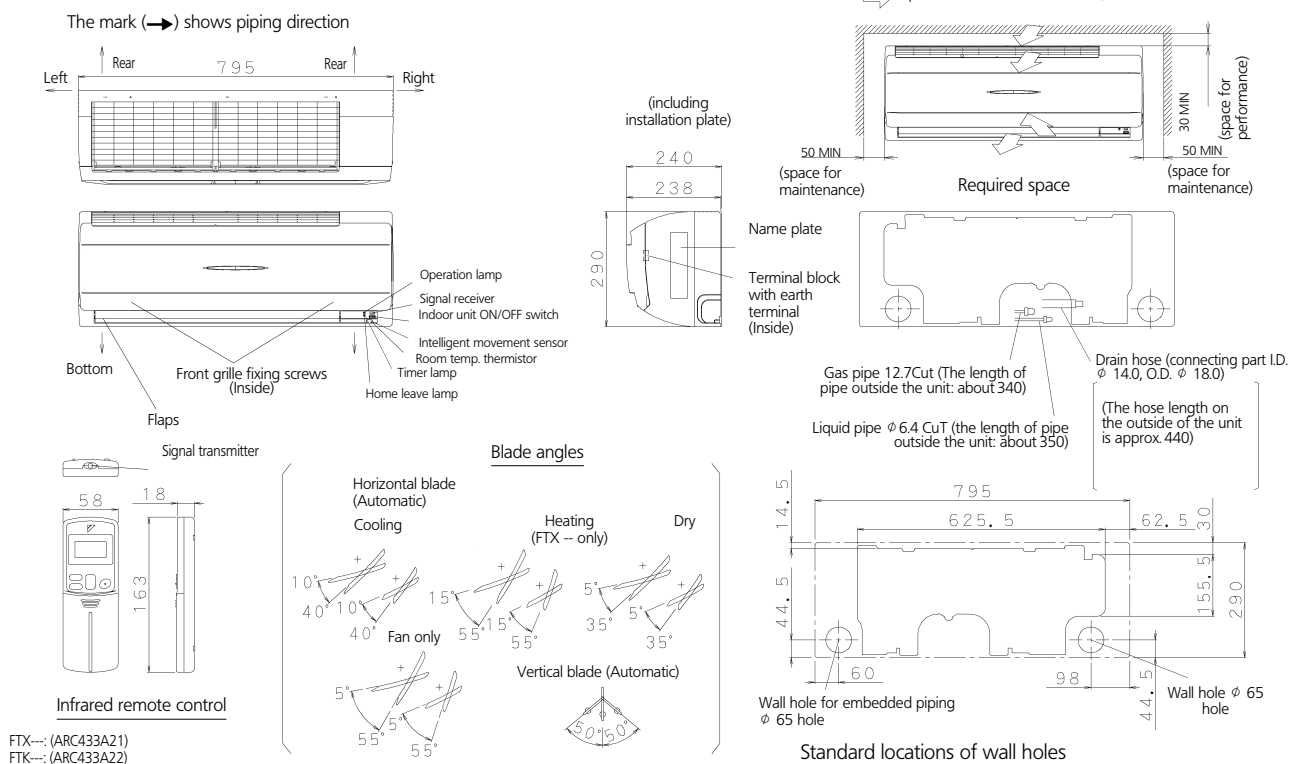 The mark (→) shows piping direction
Rear
Rear
Left
795
Right
(including
installation plate)
240
238
290
Name plate
Terminal block
with earth
terminal
(Inside)
Operation lamp
Signal receiver
Indoor unit ON/OFF switch
Intelligent movement sensor
Room temp. thermistor
Timer lamp
Home leave lamp
Bottom
Front grille fixing screws
(Inside)
Flaps
30 MIN
(space for
performance)
50 MIN
(space for
maintenance)
50 MIN
(space for
maintenance)
Required space
Gas pipe 12.7Cut (The length of
pipe outside the unit: about 340)
Liquid pipe φ6.4 CuT (the length of pipe
outside the unit: about 350)
Drain hose (connecting part I.D.
φ 14.0, O.D. φ 18.0)
(The hose length on
the outside of the unit
is approx. 440)
Signal transmitter
58
18
163
Infrared remote control
FTX---: (ARC433A21)
FTK---: (ARC433A22)
Blade angles
Horizontal blade
(Automatic)
Cooling
Heating
(FTX -- only)
Dry
10°
40°
10°
40°
15°
55°
15°
55°
5°
35°
5°
35°
Fan only
5°
55°
5°
55°
Vertical blade (Automatic)
50°
50°
795
625.5
62.5
14.5
30
44.5
155.5
290
60
98
44.5
Wall hole for embedded piping
φ 65 hole
Wall hole φ 65
hole
Standard locations of wall holes